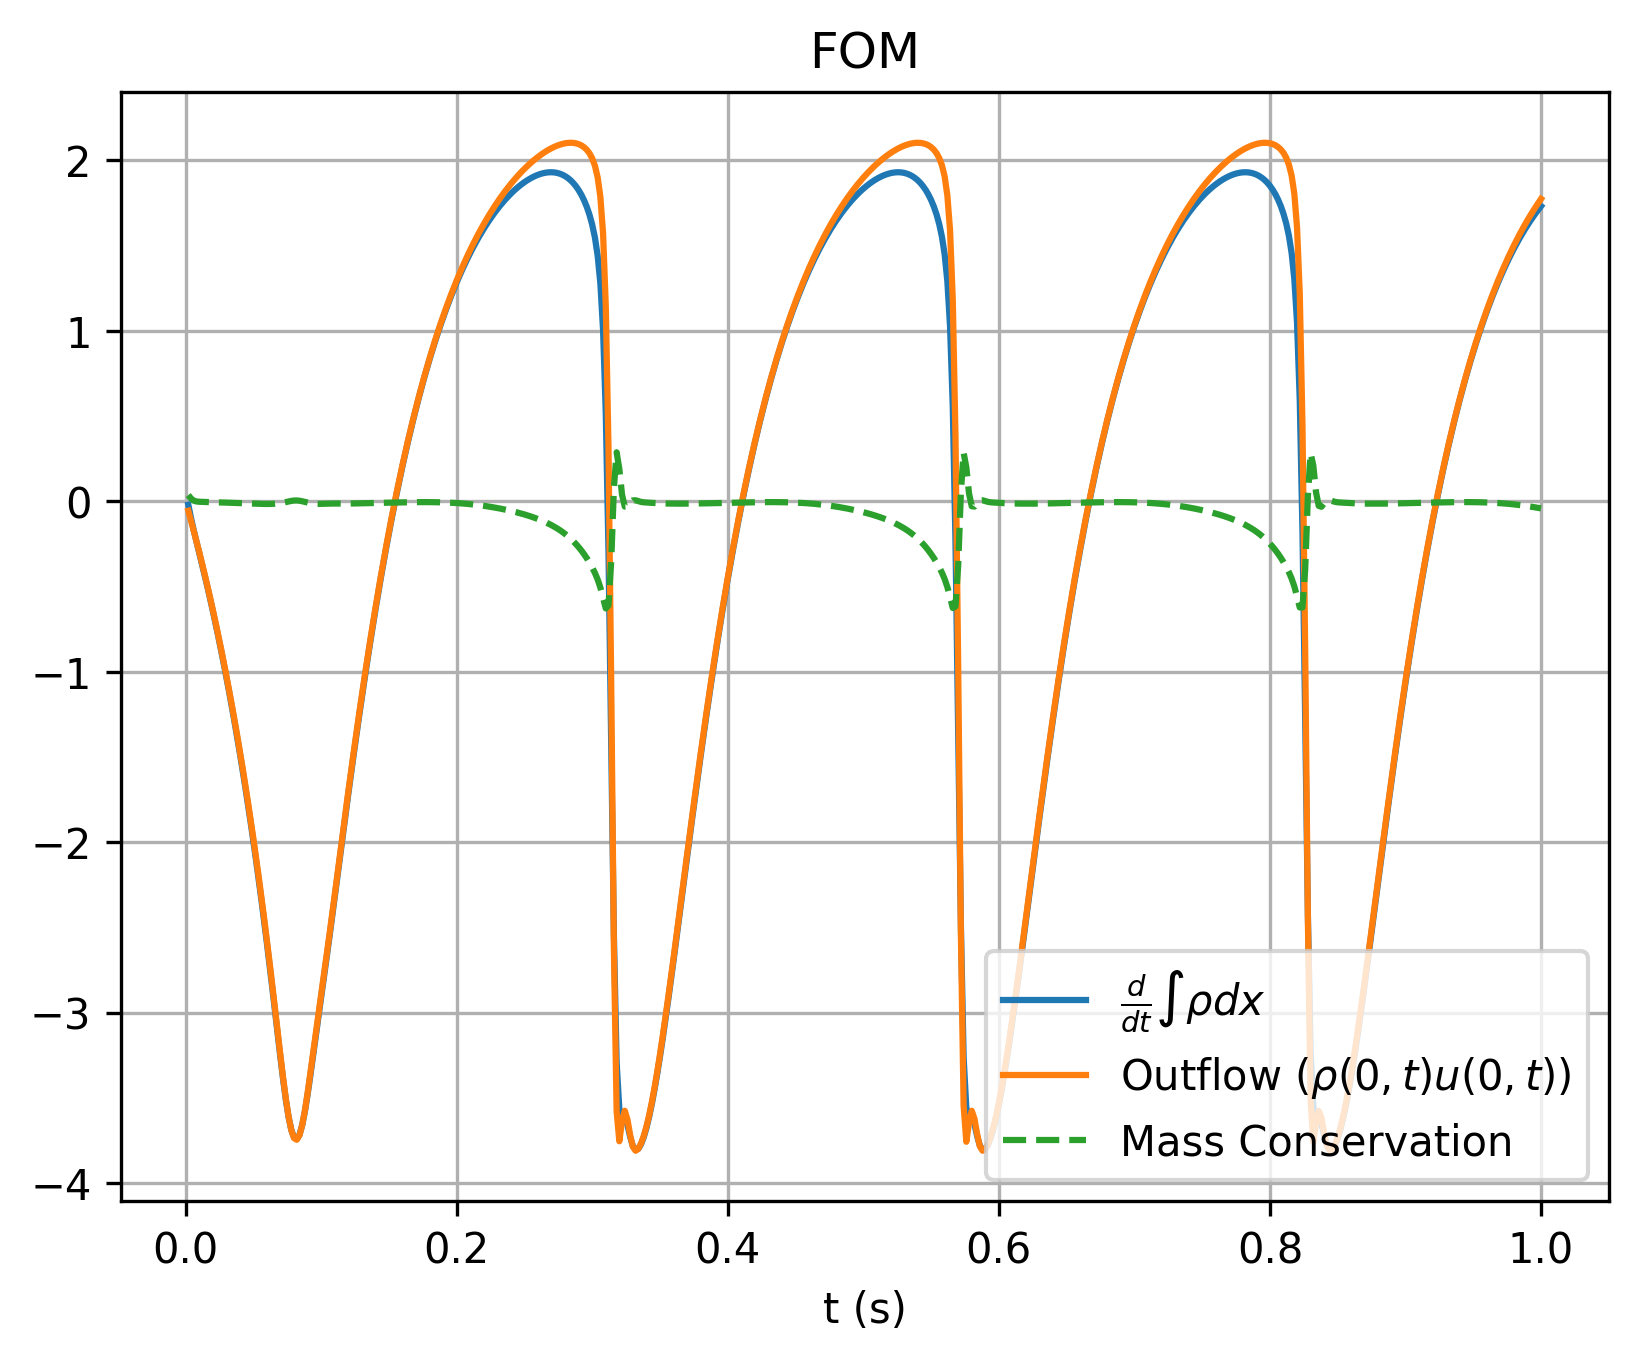 FOM
2
1
0
−1
−2
−3
−4
d/dt ∫ρdx
Outflow (ρ(0, t)u(0, t))
Mass Conservation
0.0 0.2 0.4 0.6 0.8 1.0
t (s)